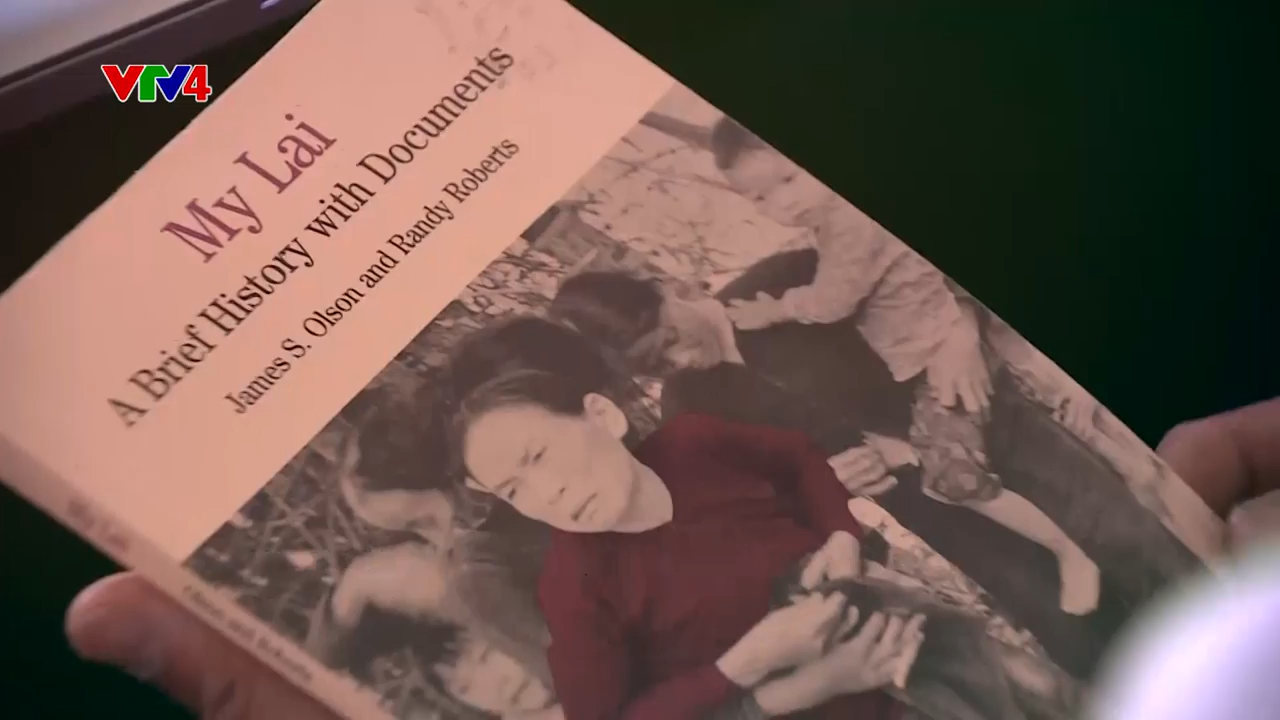 VTV4
My Lai
A Brief History with Documents
James S. Olson and Randy Roberts